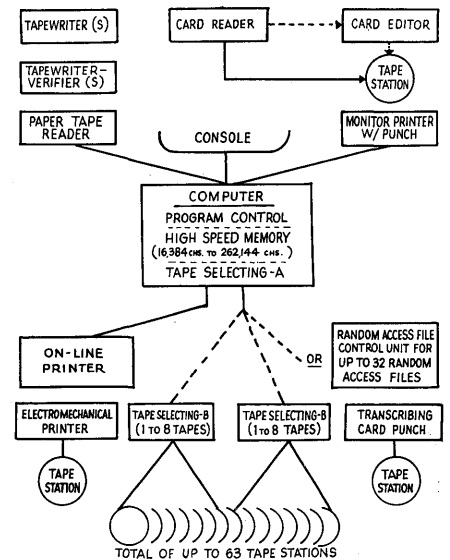 TAPEWRITER (S)
CARD READER
CARD EDITOR
TAPEWRITER-
VERIFIER (S)
TAPE
STATION
PAPER TAPE
READER
CONSOLE
MONITOR PRINTER
W/ PUNCH
COMPUTER
PROGRAM CONTROL
HIGH SPEED MEMORY
(16,384 CHS. TO 262,144 CHS.)
TAPE SELECTING-A
ON-LINE
PRINTER
OR
RANDOM ACCESS FILE
CONTROL UNIT FOR
UP TO 32 RANDOM
ACCESS FILES
ELECTROMECHANICAL
PRINTER
TAPE SELECTING-B
(1 TO 8 TAPES)
TAPE SELECTING-B
(1 TO 8 TAPES)
TRANSCRIBING
CARD PUNCH
TAPE
STATION
TAPE
STATION
TOTAL OF UP TO 63 TAPE STATIONS